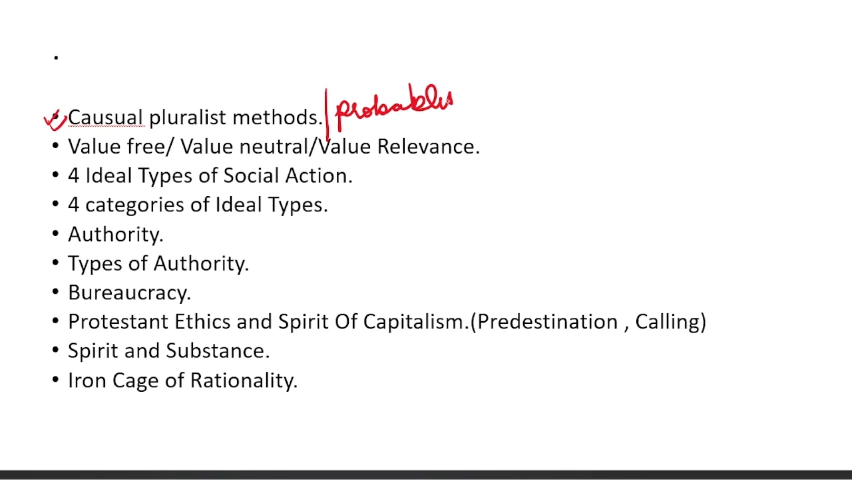 • Causual pluralist methods. probables
• Value free/ Value neutral/Value Relevance.
• 4 Ideal Types of Social Action.
• 4 categories of Ideal Types.
• Authority.
• Types of Authority.
• Bureaucracy.
• Protestant Ethics and Spirit Of Capitalism.(Predestination , Calling)
• Spirit and Substance.
• Iron Cage of Rationality.